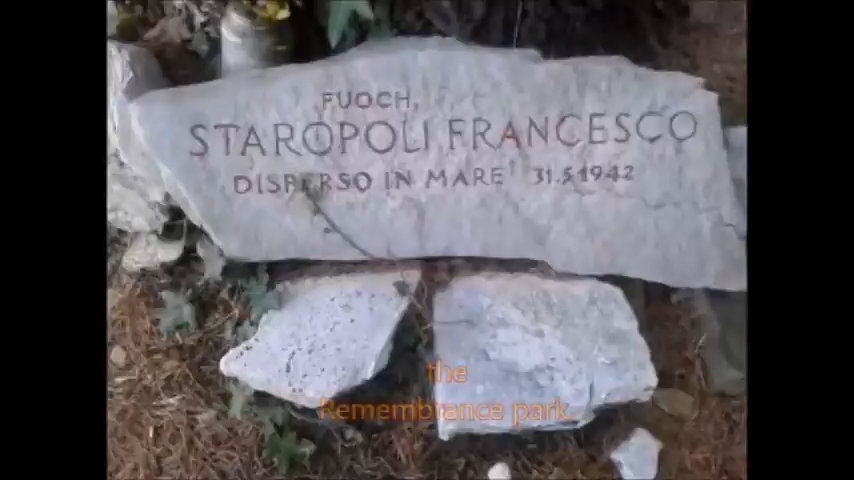 FUOCH.
STAROPOLI FRANCESCO
DISPERSO IN MARE 31.5.1942
the
Remembrance park